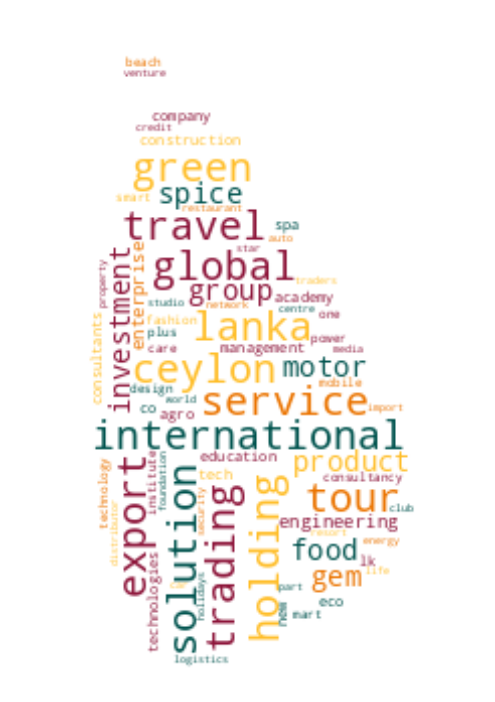 beach
venture
company
credit
construction
green
smart
spice
restaurant
travel
spa
auto
star
investment
enterprise
property
global
traders
group
academy
studio
network
centre
one
fashion
lanka
consultants
plus
power
care
management
media
ceylon
motor
mobile
design
world
service
import
co
agro
international
export
institute
foundation
education
product
technology
solution
tech
consultancy
trading
holding
tour
club
security
distributor
engineering
resort
energy
food
lk
technologies
gem
life
car
holidays
part
new
eco
mart
logistics